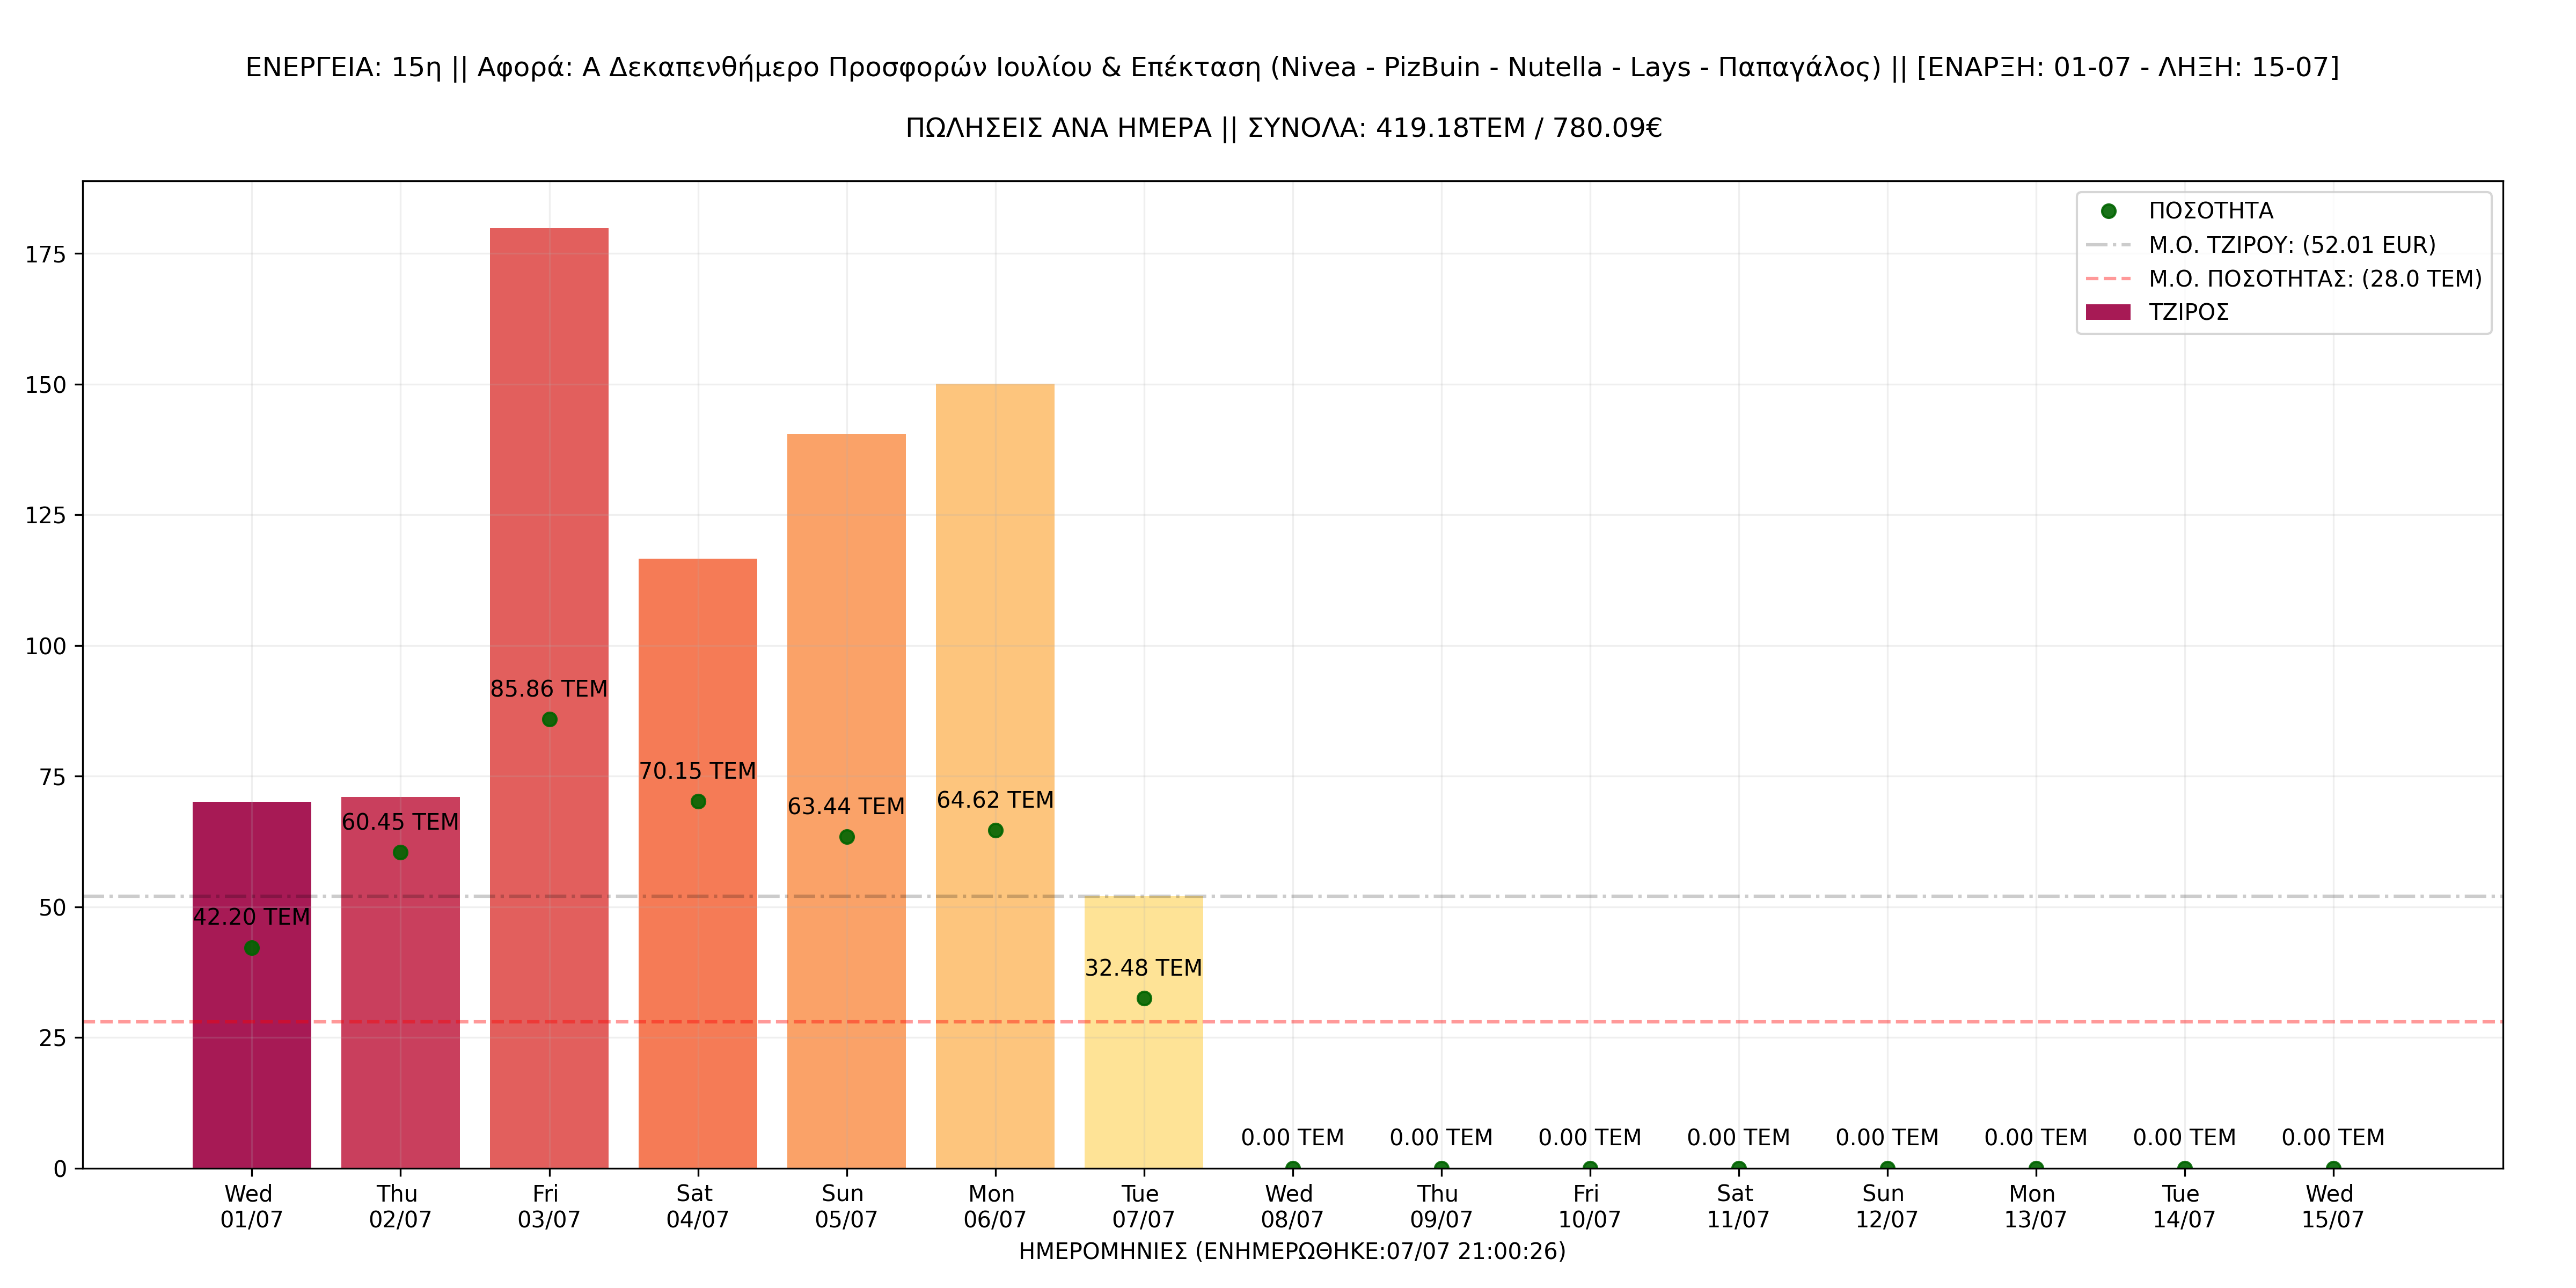 ΕΝΕΡΓΕΙΑ: 15η || Αφορά: Α Δεκαπενθήμερο Προσφορών Ιουλίου & Επέκταση (Nivea - PizBuin - Nutella - Lays - Παπαγάλος) || [ΕΝΑΡΞΗ: 01-07 - ΛΗΞΗ: 15-07]
ΠΩΛΗΣΕΙΣ ΑΝΑ ΗΜΕΡΑ || ΣΥΝΟΛΑ: 419.18ΤΕΜ / 780.09€
ΠΟΣΟΤΗΤΑ
Μ.Ο. ΤΖΙΡΟΥ: (52.01 EUR)
Μ.Ο. ΠΟΣΟΤΗΤΑΣ: (28.0 ΤΕΜ)
ΤΖΙΡΟΣ
175
150
125
100
75
50
25
0
42.20 TEM
60.45 TEM
85.86 TEM
70.15 TEM
63.44 TEM
64.62 TEM
32.48 TEM
0.00 TEM
0.00 TEM
0.00 TEM
0.00 TEM
0.00 TEM
0.00 TEM
0.00 TEM
0.00 TEM
Wed
01/07
Thu
02/07
Fri
03/07
Sat
04/07
Sun
05/07
Mon
06/07
Tue
07/07
Wed
08/07
Thu
09/07
Fri
10/07
Sat
11/07
Sun
12/07
Mon
13/07
Tue
14/07
Wed
15/07
ΗΜΕΡΟΜΗΝΙΕΣ (ΕΝΗΜΕΡΩΘΗΚΕ:07/07 21:00:26)